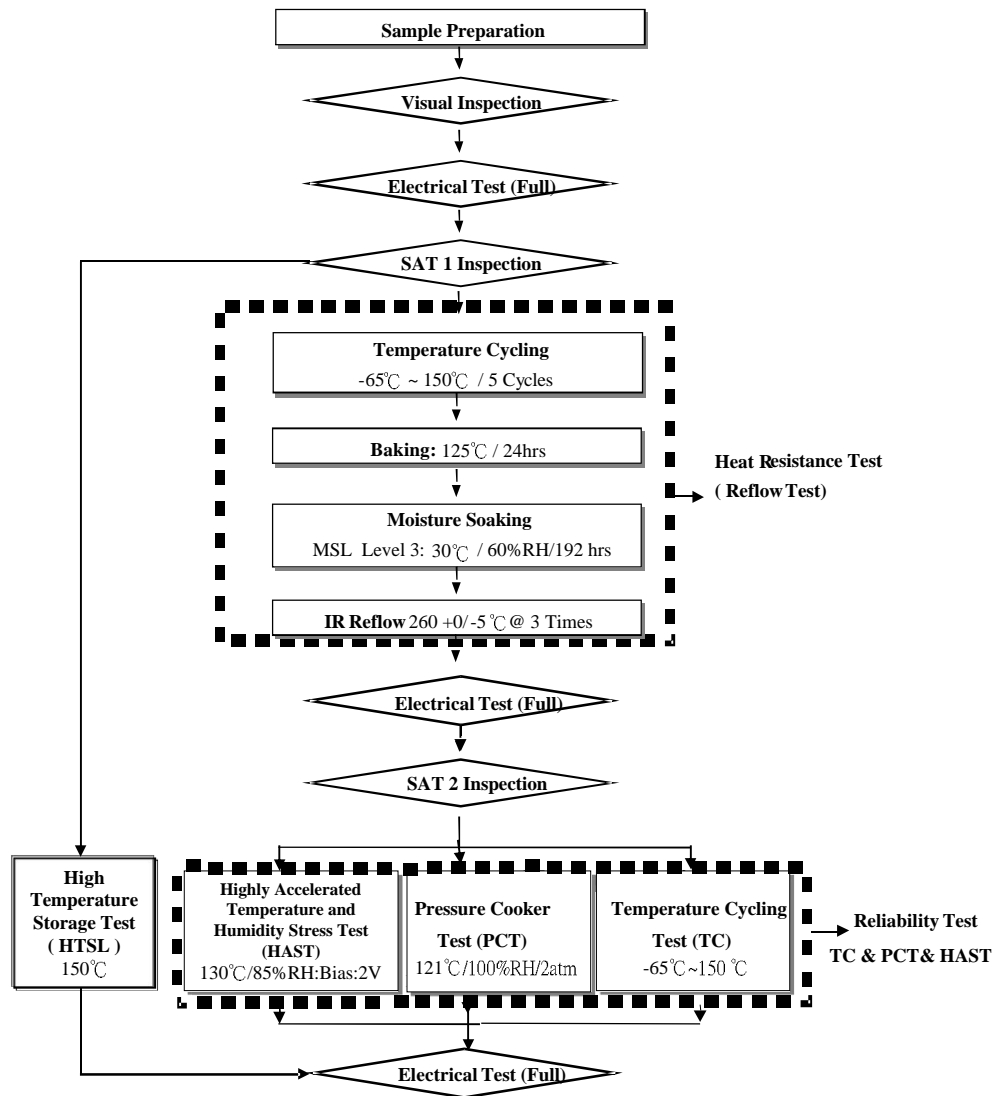 Sample Preparation
Visual Inspection
Electrical Test (Full)
SAT 1 Inspection
Temperature Cycling
-65℃ ~ 150℃ / 5 Cycles
Baking: 125℃ / 24hrs
Moisture Soaking
MSL Level 3: 30℃ / 60%RH/192 hrs
IR Reflow 260 +0/-5 ℃ @ 3 Times
Heat Resistance Test
( Reflow Test)
Electrical Test (Full)
SAT 2 Inspection
High
Temperature
Storage Test
( HTSL )
150℃
Highly Accelerated
Temperature and
Humidity Stress Test
(HAST)
130℃/85%RH:Bias:2V
Pressure Cooker
Test (PCT)
121℃/100%RH/2atm
Temperature Cycling
Test (TC)
-65℃~150 ℃
Reliability Test
TC & PCT& HAST
Electrical Test (Full)